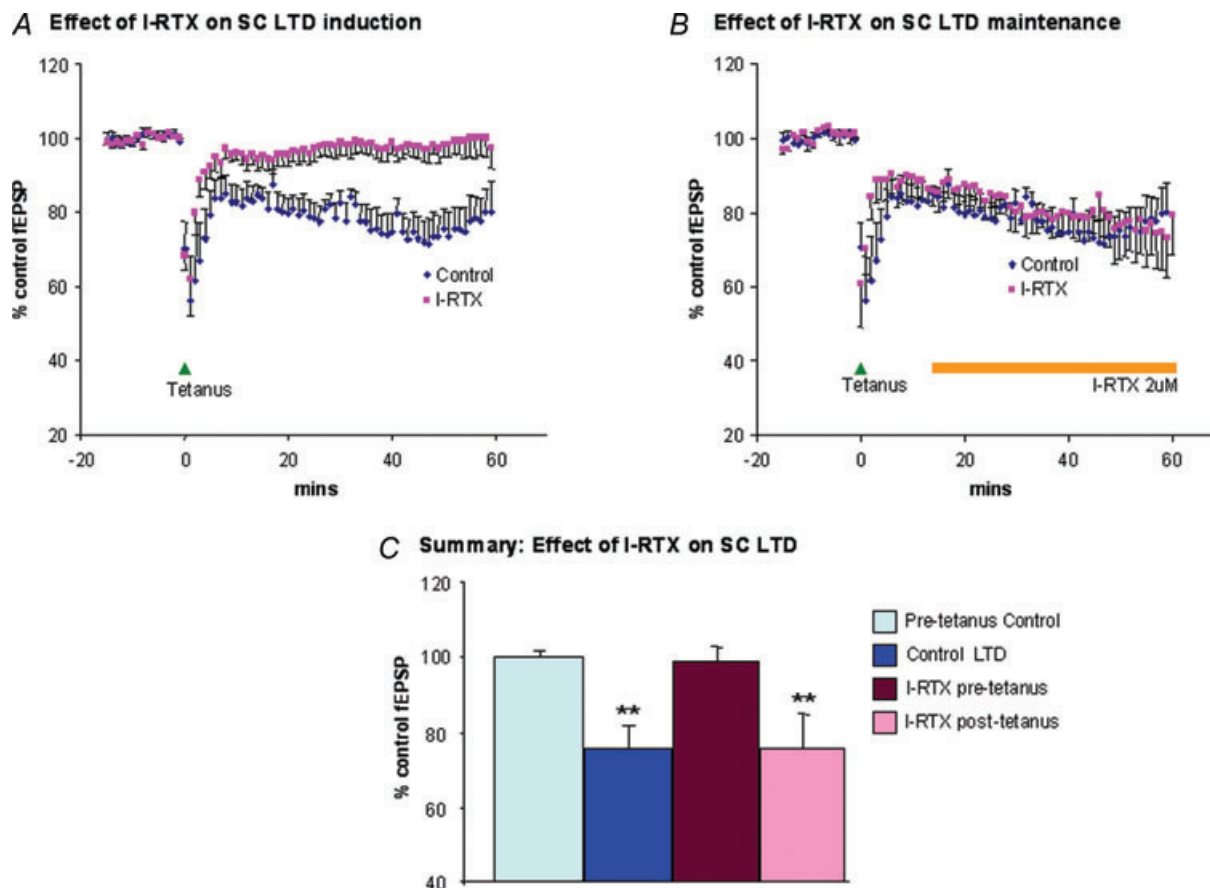 A Effect of I-RTX on SC LTD induction
120
100
80
60
40
20
% control fEPSP
Control
I-RTX
Tetanus
-20 0 20 40 60
mins
B Effect of I-RTX on SC LTD maintenance
120
100
80
60
40
20
% control fEPSP
Control
I-RTX
Tetanus
I-RTX 2uM
-20 0 20 40 60
mins
C Summary: Effect of I-RTX on SC LTD
120
100
80
60
40
% control fEPSP
**
**
Pre-tetanus Control
Control LTD
I-RTX pre-tetanus
I-RTX post-tetanus